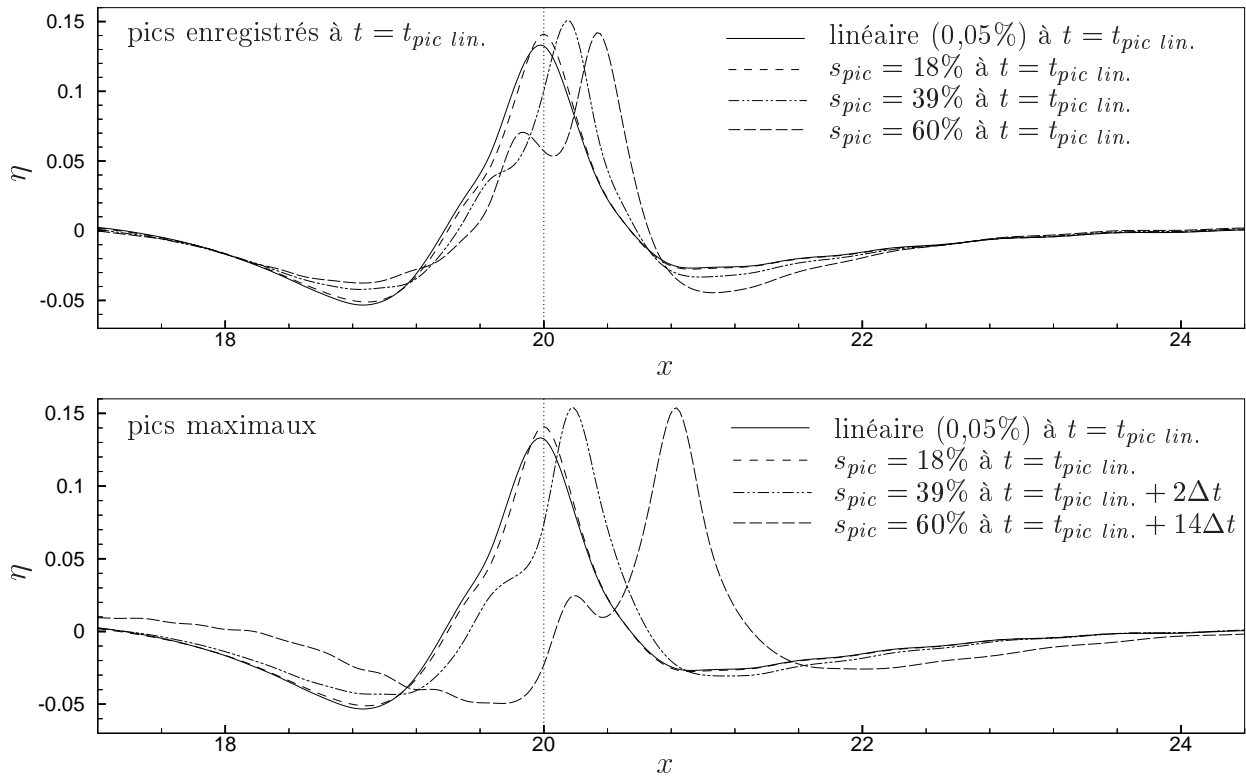 pics enregistrés à t = t_pic lin.
linéaire (0,05%) à t = t_pic lin.
s_pic = 18% à t = t_pic lin.
s_pic = 39% à t = t_pic lin.
s_pic = 60% à t = t_pic lin.
0.15
0.1
0.05
0
-0.05
η
18
20
22
24
x
pics maximaux
linéaire (0,05%) à t = t_pic lin.
s_pic = 18% à t = t_pic lin.
s_pic = 39% à t = t_pic lin. + 2Δt
s_pic = 60% à t = t_pic lin. + 14Δt
0.15
0.1
0.05
0
-0.05
η
18
20
22
24
x